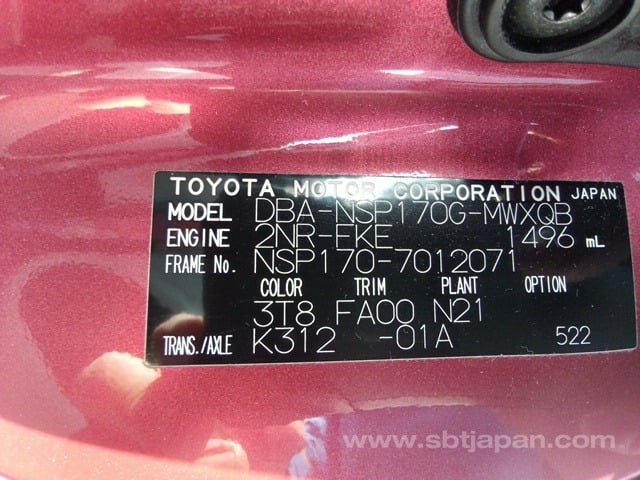 TOYOTA MOTOR CORPORATION JAPAN
MODEL DBA-NSP170G-MWXQB
ENGINE 2NR-FKE 1496 mL
FRAME No. NSP170-7012071
COLOR TRIM PLANT OPTION
3T8 FA00 N21
TRANS./AXLE K312 -01A 522
www.sbtjapan.com